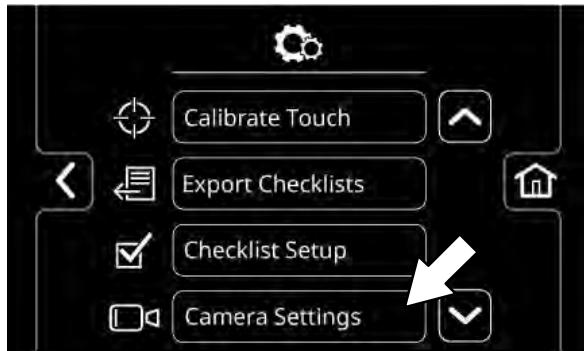 Calibrate Touch
Export Checklists
Checklist Setup
Camera Settings